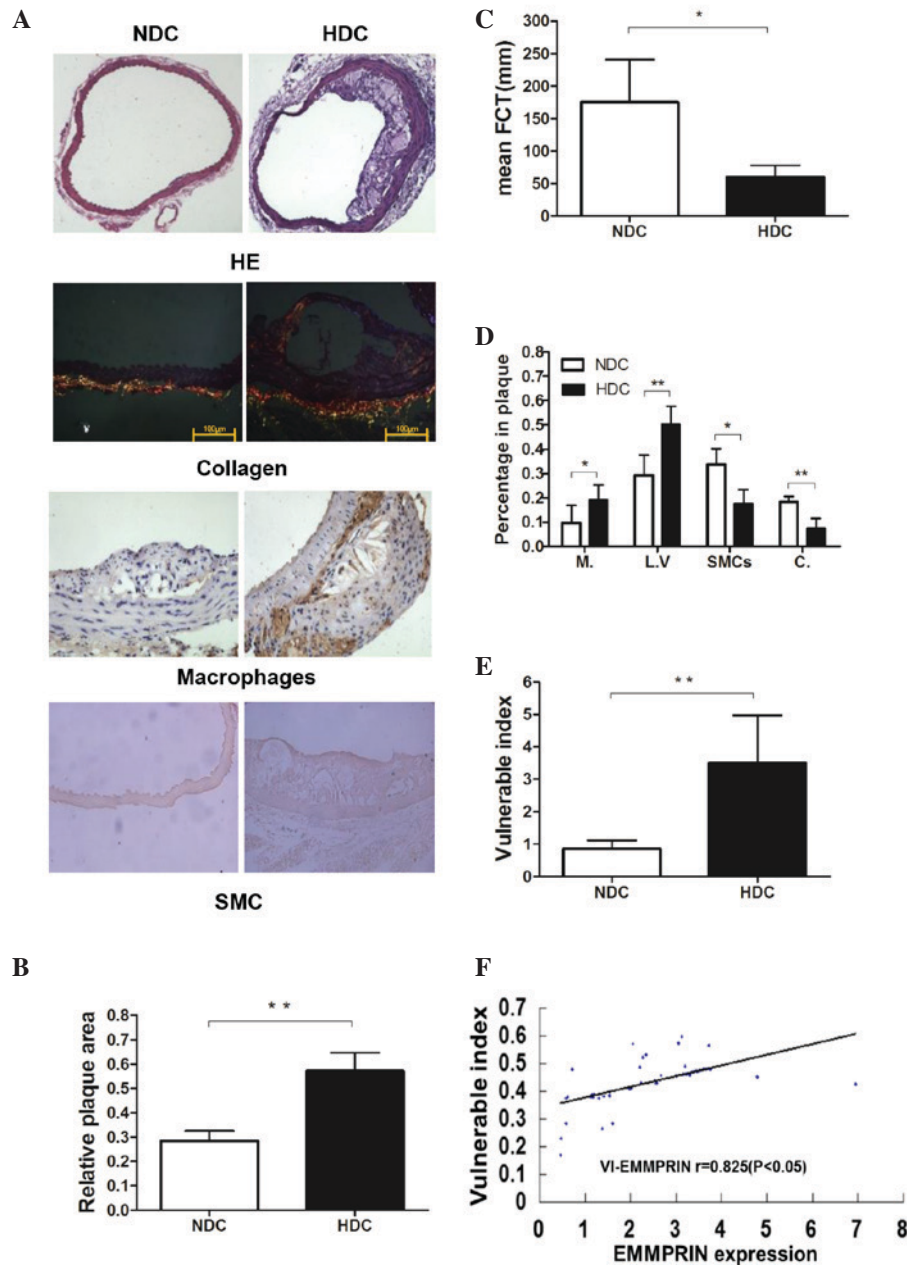 A
NDC HDC
HE
100µm 100µm
Collagen
Macrophages
SMC
B
* *
Relative plaque area
0.8
0.7
0.6
0.5
0.4
0.3
0.2
0.1
0.0
NDC HDC
C
*
mean FCT(mm)
300
250
200
150
100
50
0
NDC HDC
D
NDC
HDC
* ** * **
Percentage in plaque
0.8
0.7
0.6
0.5
0.4
0.3
0.2
0.1
0.0
M. L.V SMCs C.
E
* *
Vulnerable index
6
5
4
3
2
1
0
NDC HDC
F
Vulnerable index
0.7
0.6
0.5
0.4
0.3
0.2
0.1
0
VI-EMMPRIN r=0.825(P<0.05)
0 1 2 3 4 5 6 7 8
EMMPRIN expression